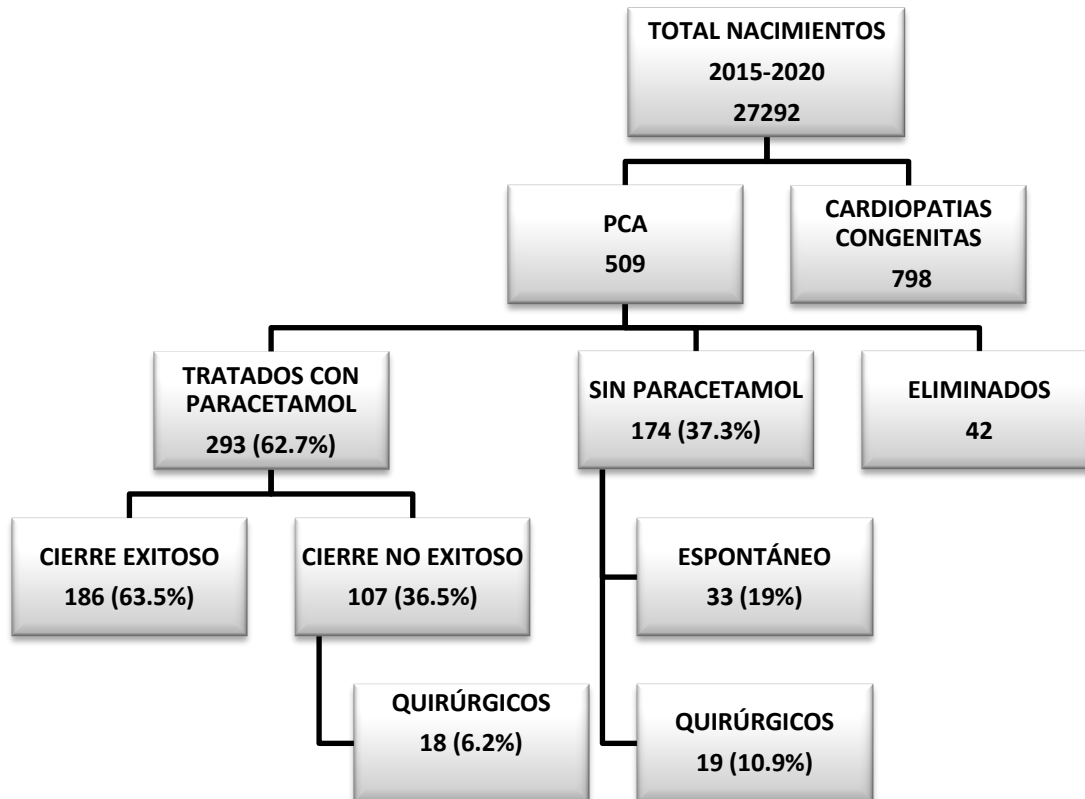 TOTAL NACIMIENTOS
2015-2020
27292
PCA
509
CARDIOPATIAS
CONGENITAS
798
TRATADOS CON
PARACETAMOL
293 (62.7%)
SIN PARACETAMOL
174 (37.3%)
ELIMINADOS
42
CIERRE EXITOSO
186 (63.5%)
CIERRE NO EXITOSO
107 (36.5%)
ESPONTÁNEO
33 (19%)
QUIRÚRGICOS
18 (6.2%)
QUIRÚRGICOS
19 (10.9%)